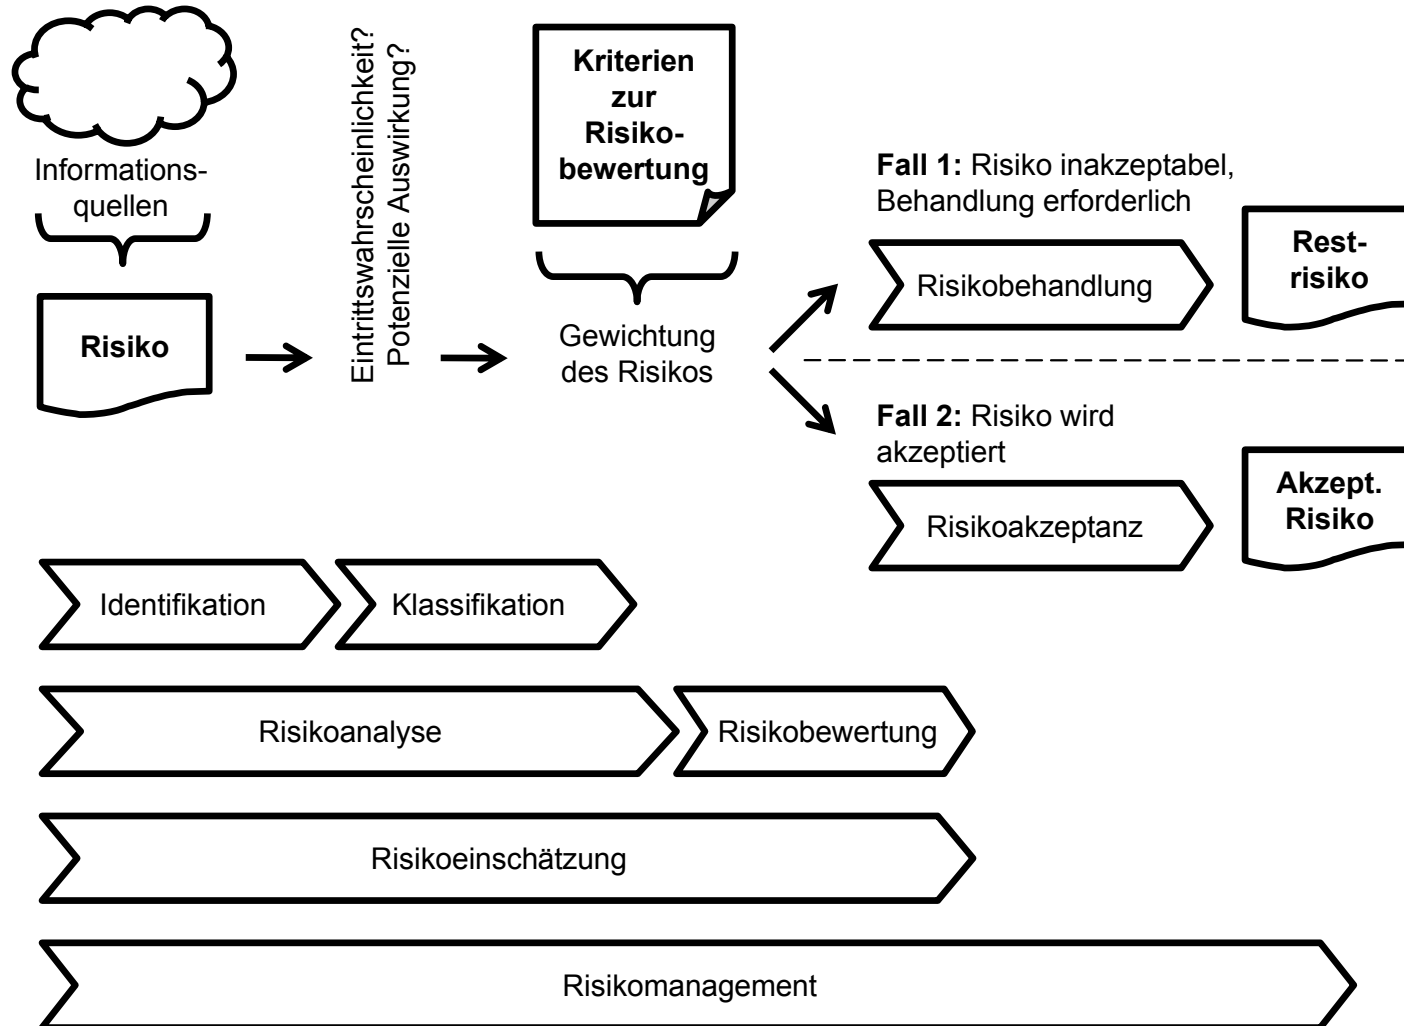 Informations-
quellen
Risiko
Eintrittswahrscheinlichkeit?
Potenzielle Auswirkung?
Kriterien
zur
Risiko-
bewertung
Gewichtung
des Risikos
Fall 1: Risiko inakzeptabel,
Behandlung erforderlich
Risikobehandlung
Rest-
risiko
Fall 2: Risiko wird
akzeptiert
Risikoakzeptanz
Akzept.
Risiko
Identifikation
Klassifikation
Risikoanalyse
Risikobewertung
Risikoeinschätzung
Risikomanagement